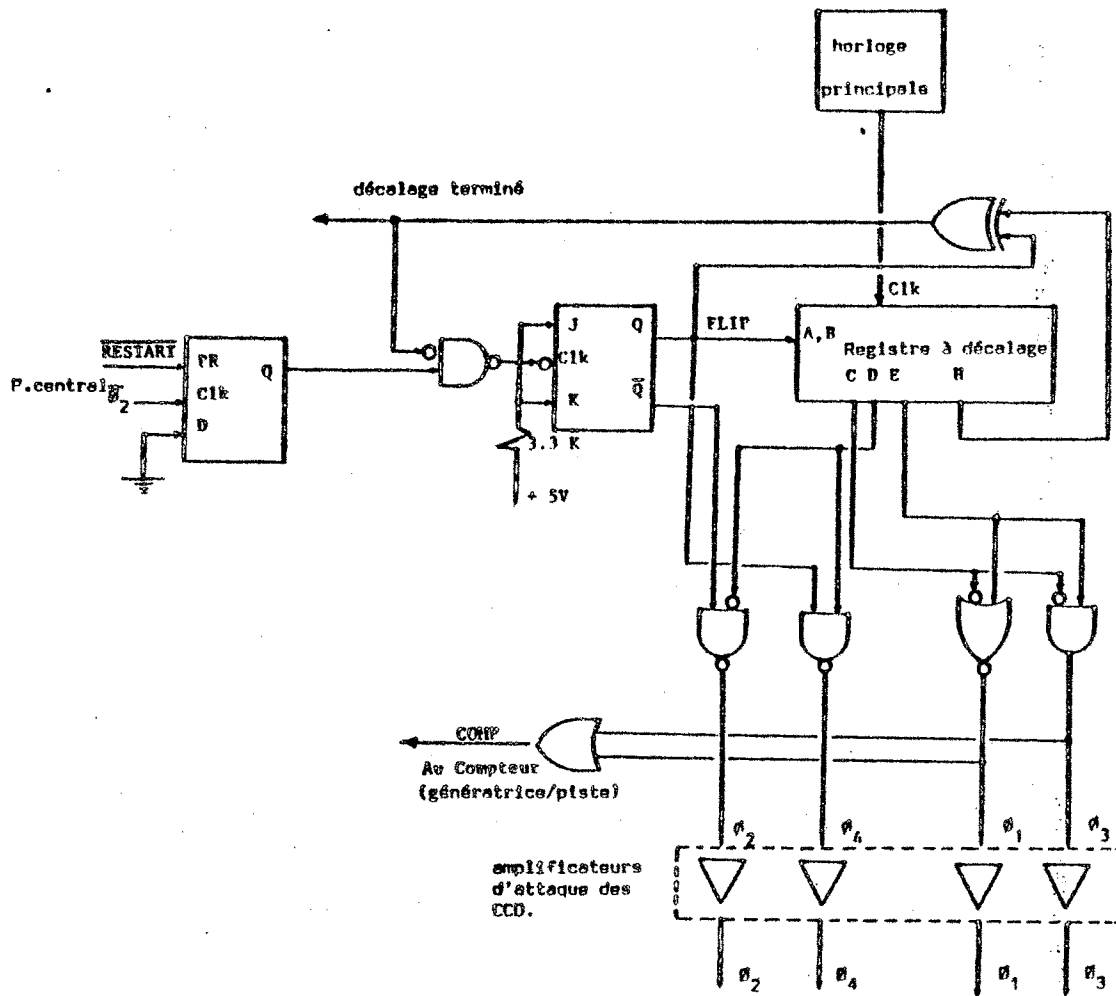 horloge
principale
décalage terminé
Clk
RESTART
PR
Q
P.central
Ø2
Clk
D
J
Q
Clk
K
Q̄
3.3 K
+ 5V
FLIP
A,B
Registre à décalage
C D E H
COMP
Au Compteur
(génératrice/piste)
Ø2
Ø4
Ø1
Ø3
amplificateurs
d'attaque des
CCD.
Ø2
Ø4
Ø1
Ø3